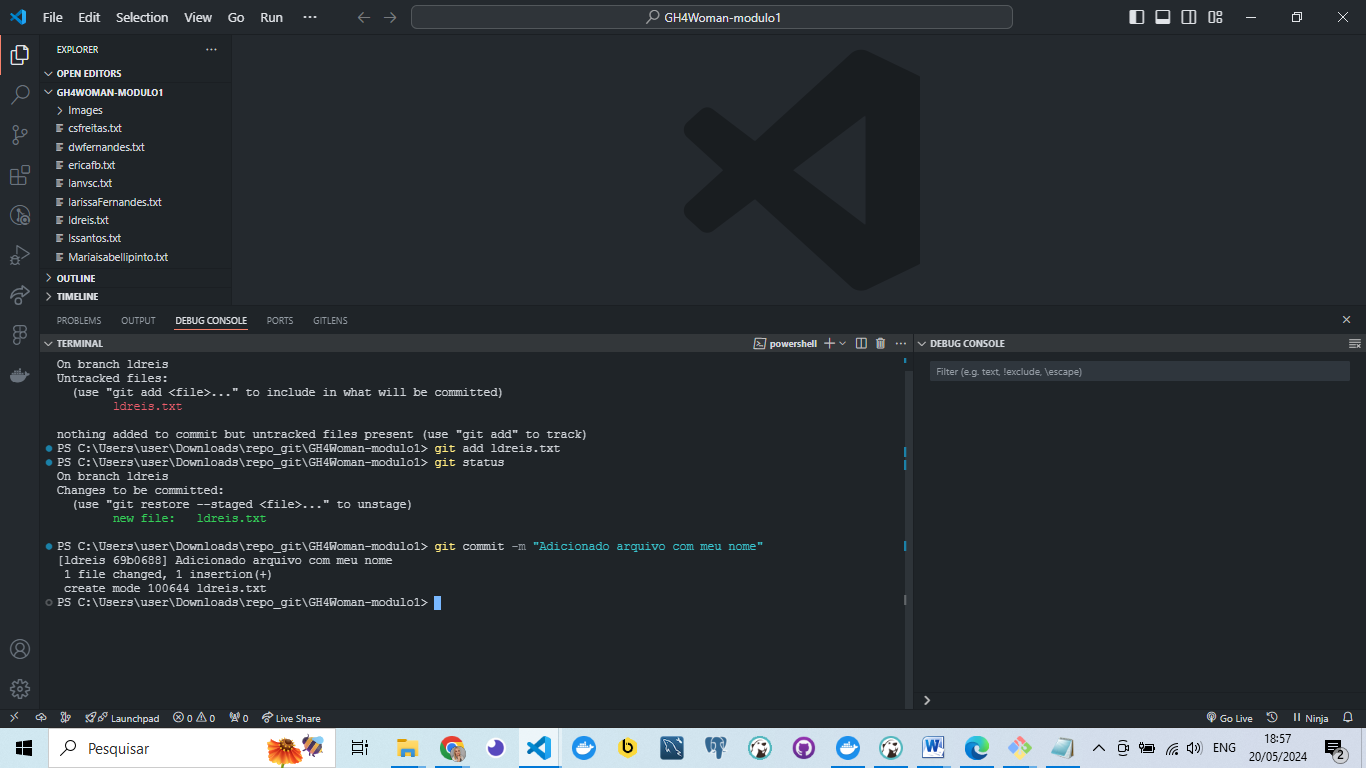 File Edit Selection View Go Run ···
GH4Woman-modulo1
EXPLORER ···
OPEN EDITORS
GH4WOMAN-MODULO1
Images
csfreitas.txt
dwfernandes.txt
ericafb.txt
lanvsc.txt
larissaFernandes.txt
ldreis.txt
lssantos.txt
Mariaisabellipinto.txt
OUTLINE
TIMELINE
PROBLEMS OUTPUT DEBUG CONSOLE PORTS GITLENS
TERMINAL
powershell
On branch ldreis
Untracked files:
(use "git add <file>..." to include in what will be committed)
ldreis.txt
nothing added to commit but untracked files present (use "git add" to track)
PS C:\Users\user\Downloads\repo_git\GH4Woman-modulo1> git add ldreis.txt
PS C:\Users\user\Downloads\repo_git\GH4Woman-modulo1> git status
On branch ldreis
Changes to be committed:
(use "git restore --staged <file>..." to unstage)
new file:   ldreis.txt
PS C:\Users\user\Downloads\repo_git\GH4Woman-modulo1> git commit -m "Adicionado arquivo com meu nome"
[ldreis 69b0688] Adicionado arquivo com meu nome
1 file changed, 1 insertion(+)
create mode 100644 ldreis.txt
PS C:\Users\user\Downloads\repo_git\GH4Woman-modulo1>
DEBUG CONSOLE
Filter (e.g. text, !exclude, \escape)
Launchpad 0 0 0 Live Share
Go Live Ninja
Pesquisar
ENG
18:57
20/05/2024
2